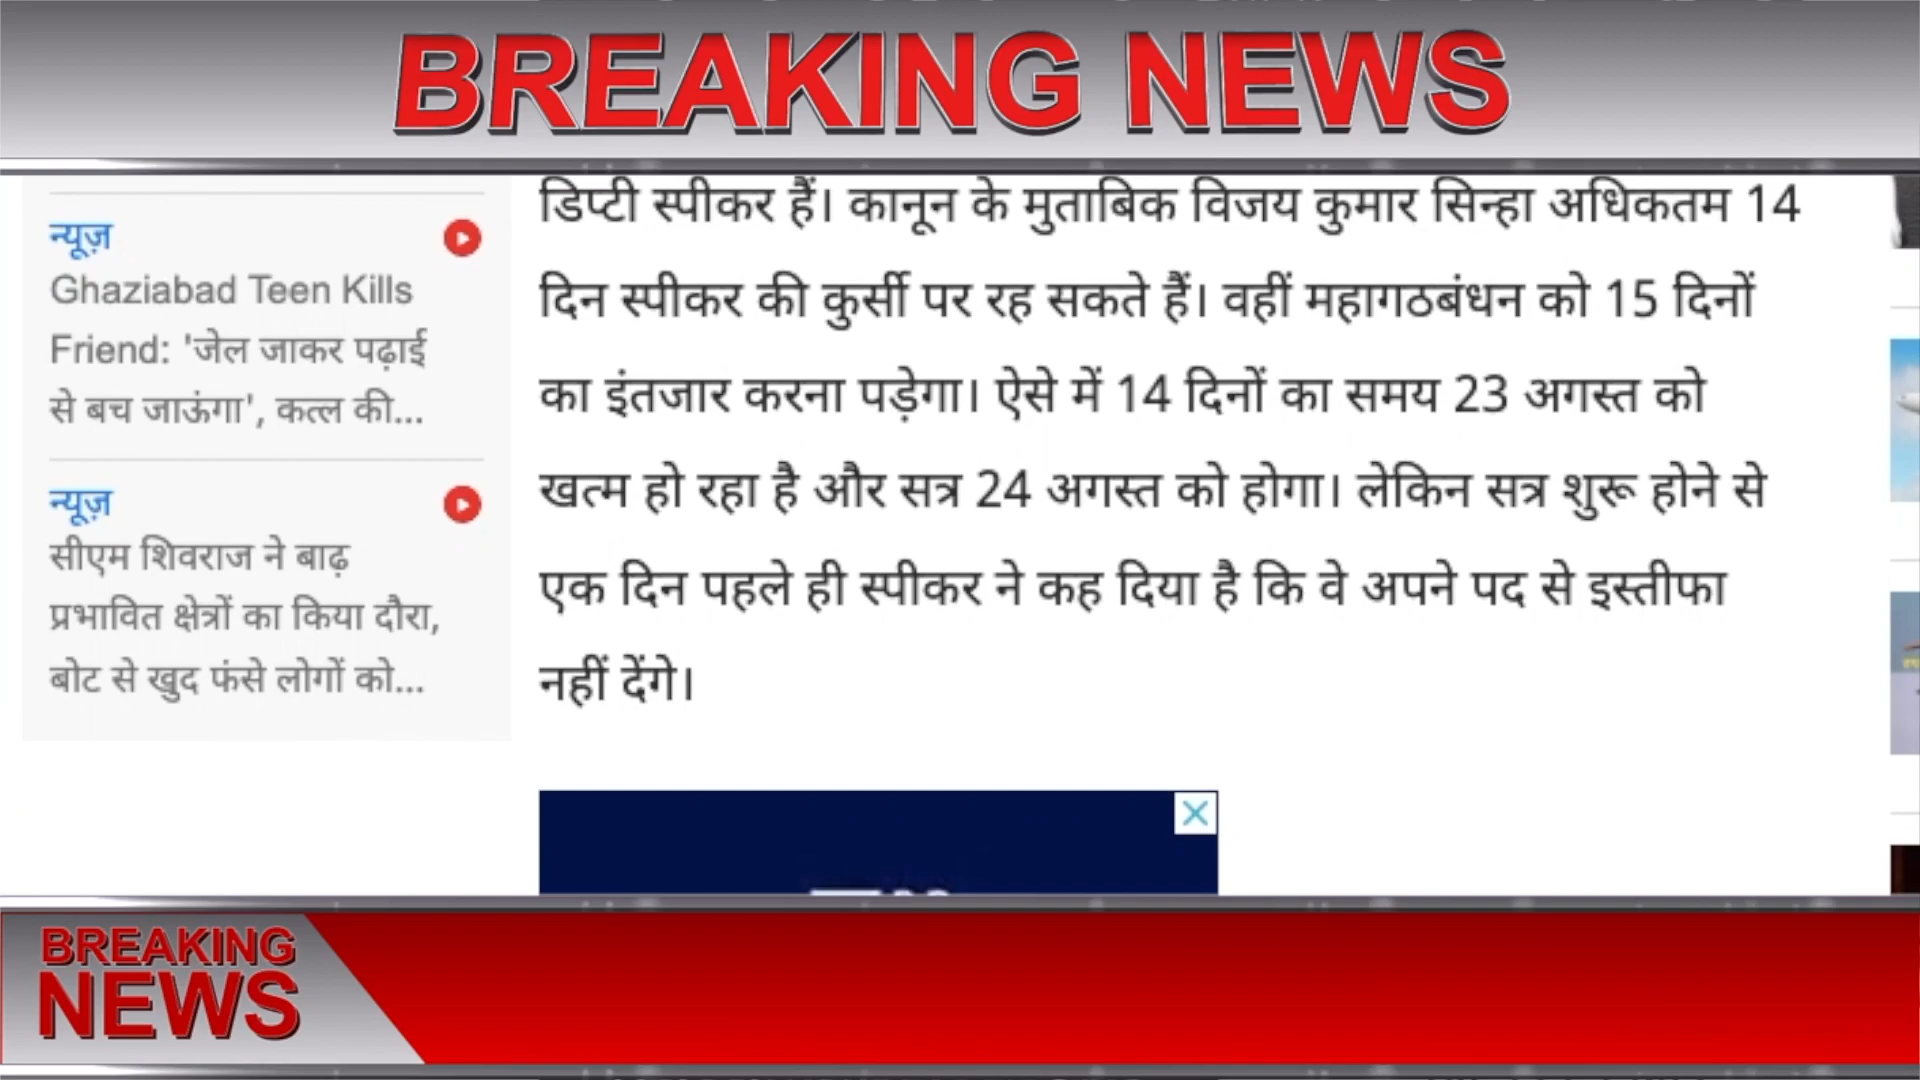 BREAKING NEWS
न्यूज़
Ghaziabad Teen Kills
Friend: 'जेल जाकर पढ़ाई
से बच जाऊंगा', कत्ल की...
न्यूज़
सीएम शिवराज ने बाढ़
प्रभावित क्षेत्रों का किया दौरा,
बोट से खुद फंसे लोगों को...
डिप्टी स्पीकर हैं। कानून के मुताबिक विजय कुमार सिन्हा अधिकतम 14
दिन स्पीकर की कुर्सी पर रह सकते हैं। वहीं महागठबंधन को 15 दिनों
का इंतजार करना पड़ेगा। ऐसे में 14 दिनों का समय 23 अगस्त को
खत्म हो रहा है और सत्र 24 अगस्त को होगा। लेकिन सत्र शुरू होने से
एक दिन पहले ही स्पीकर ने कह दिया है कि वे अपने पद से इस्तीफा
नहीं देंगे।
BREAKING
NEWS